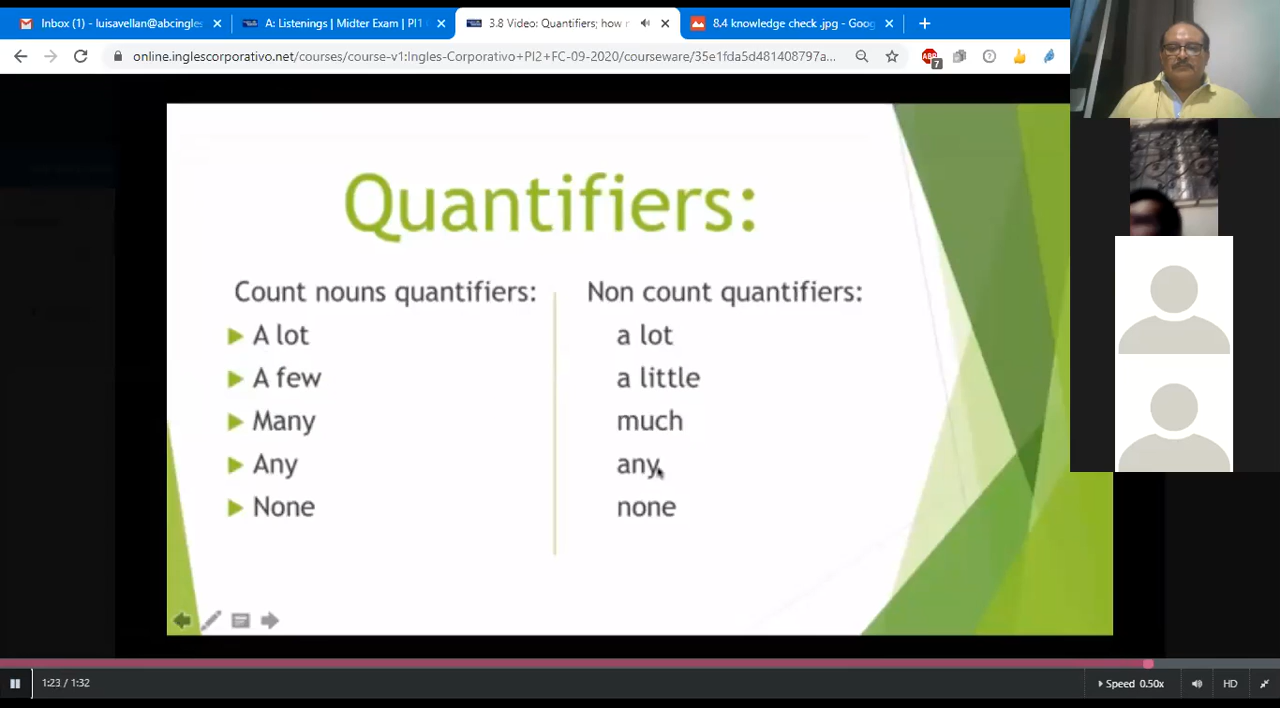 Inbox (1) - luisavellan@abcingles
A: Listenings | Midter Exam | PI1
3.8 Video: Quantifiers; how
8.4 knowledge check .jpg - Goog
online.inglescorporativo.net/courses/course-v1:Ingles-Corporativo+PI2+FC-09-2020/courseware/35e1fda5d481408797a...
ABP
7
Quantifiers:
Count nouns quantifiers:
A lot
A few
Many
Any
None
Non count quantifiers:
a lot
a little
much
any
none
1:23 / 1:32
Speed 0.50x
HD